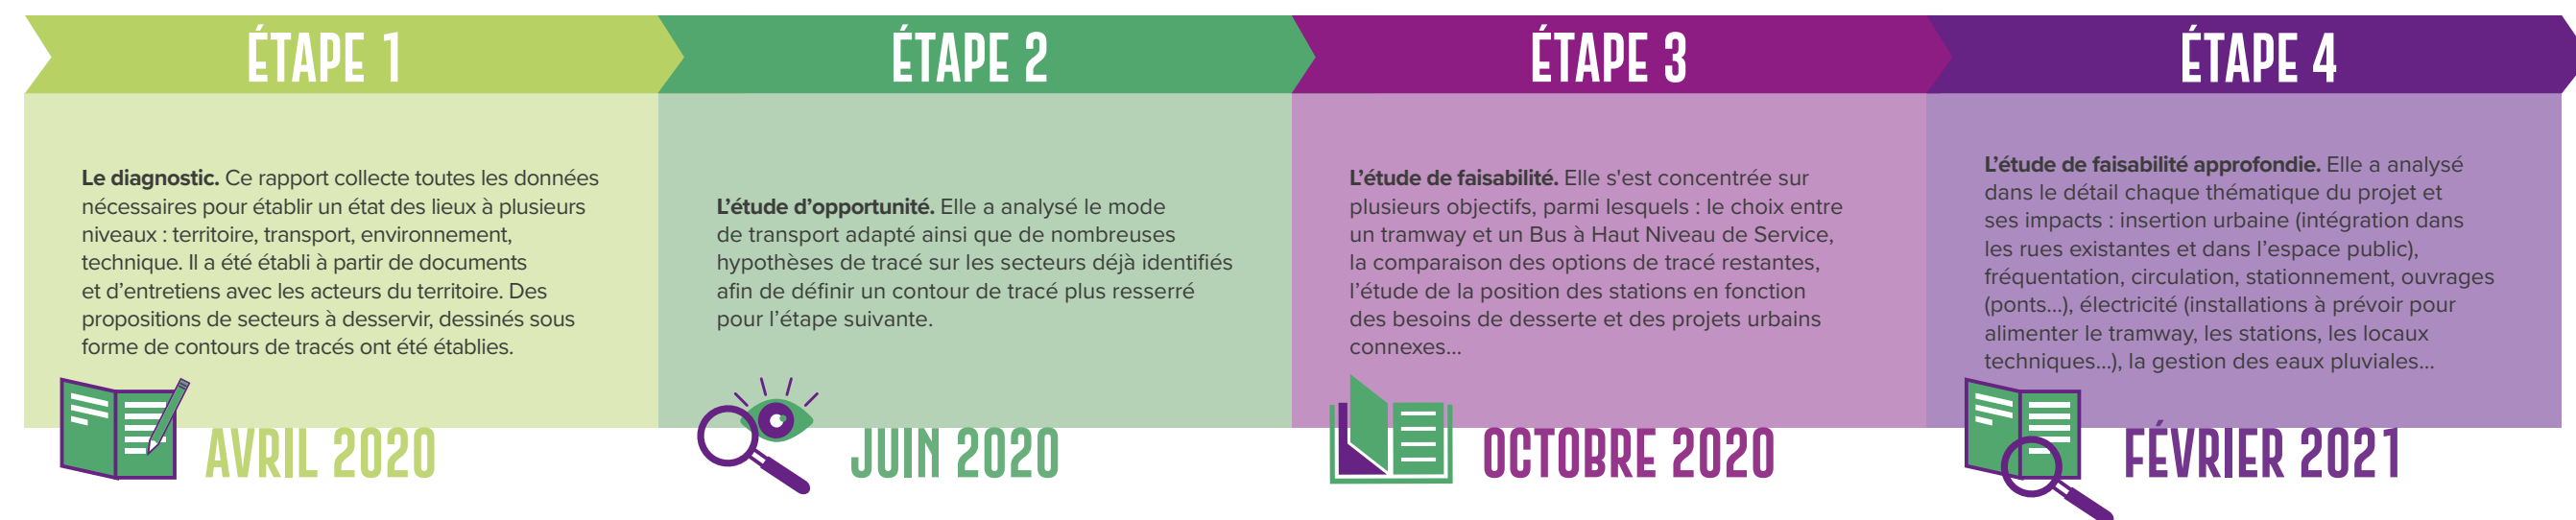 ÉTAPE 1
Le diagnostic. Ce rapport collecte toutes les données
nécessaires pour établir un état des lieux à plusieurs
niveaux : territoire, transport, environnement,
technique. Il a été établi à partir de documents
et d’entretiens avec les acteurs du territoire. Des
propositions de secteurs à desservir, dessinés sous
forme de contours de tracés ont été établies.
AVRIL 2020
ÉTAPE 2
L’étude d’opportunité. Elle a analysé le mode
de transport adapté ainsi que de nombreuses
hypothèses de tracé sur les secteurs déjà identifiés
afin de définir un contour de tracé plus resserré
pour l’étape suivante.
JUIN 2020
ÉTAPE 3
L’étude de faisabilité. Elle s'est concentrée sur
plusieurs objectifs, parmi lesquels : le choix entre
un tramway et un Bus à Haut Niveau de Service,
la comparaison des options de tracé restantes,
l’étude de la position des stations en fonction
des besoins de desserte et des projets urbains
connexes...
OCTOBRE 2020
ÉTAPE 4
L’étude de faisabilité approfondie. Elle a analysé
dans le détail chaque thématique du projet et
ses impacts : insertion urbaine (intégration dans
les rues existantes et dans l’espace public),
fréquentation, circulation, stationnement, ouvrages
(ponts...), électricité (installations à prévoir pour
alimenter le tramway, les stations, les locaux
techniques...), la gestion des eaux pluviales...
FÉVRIER 2021